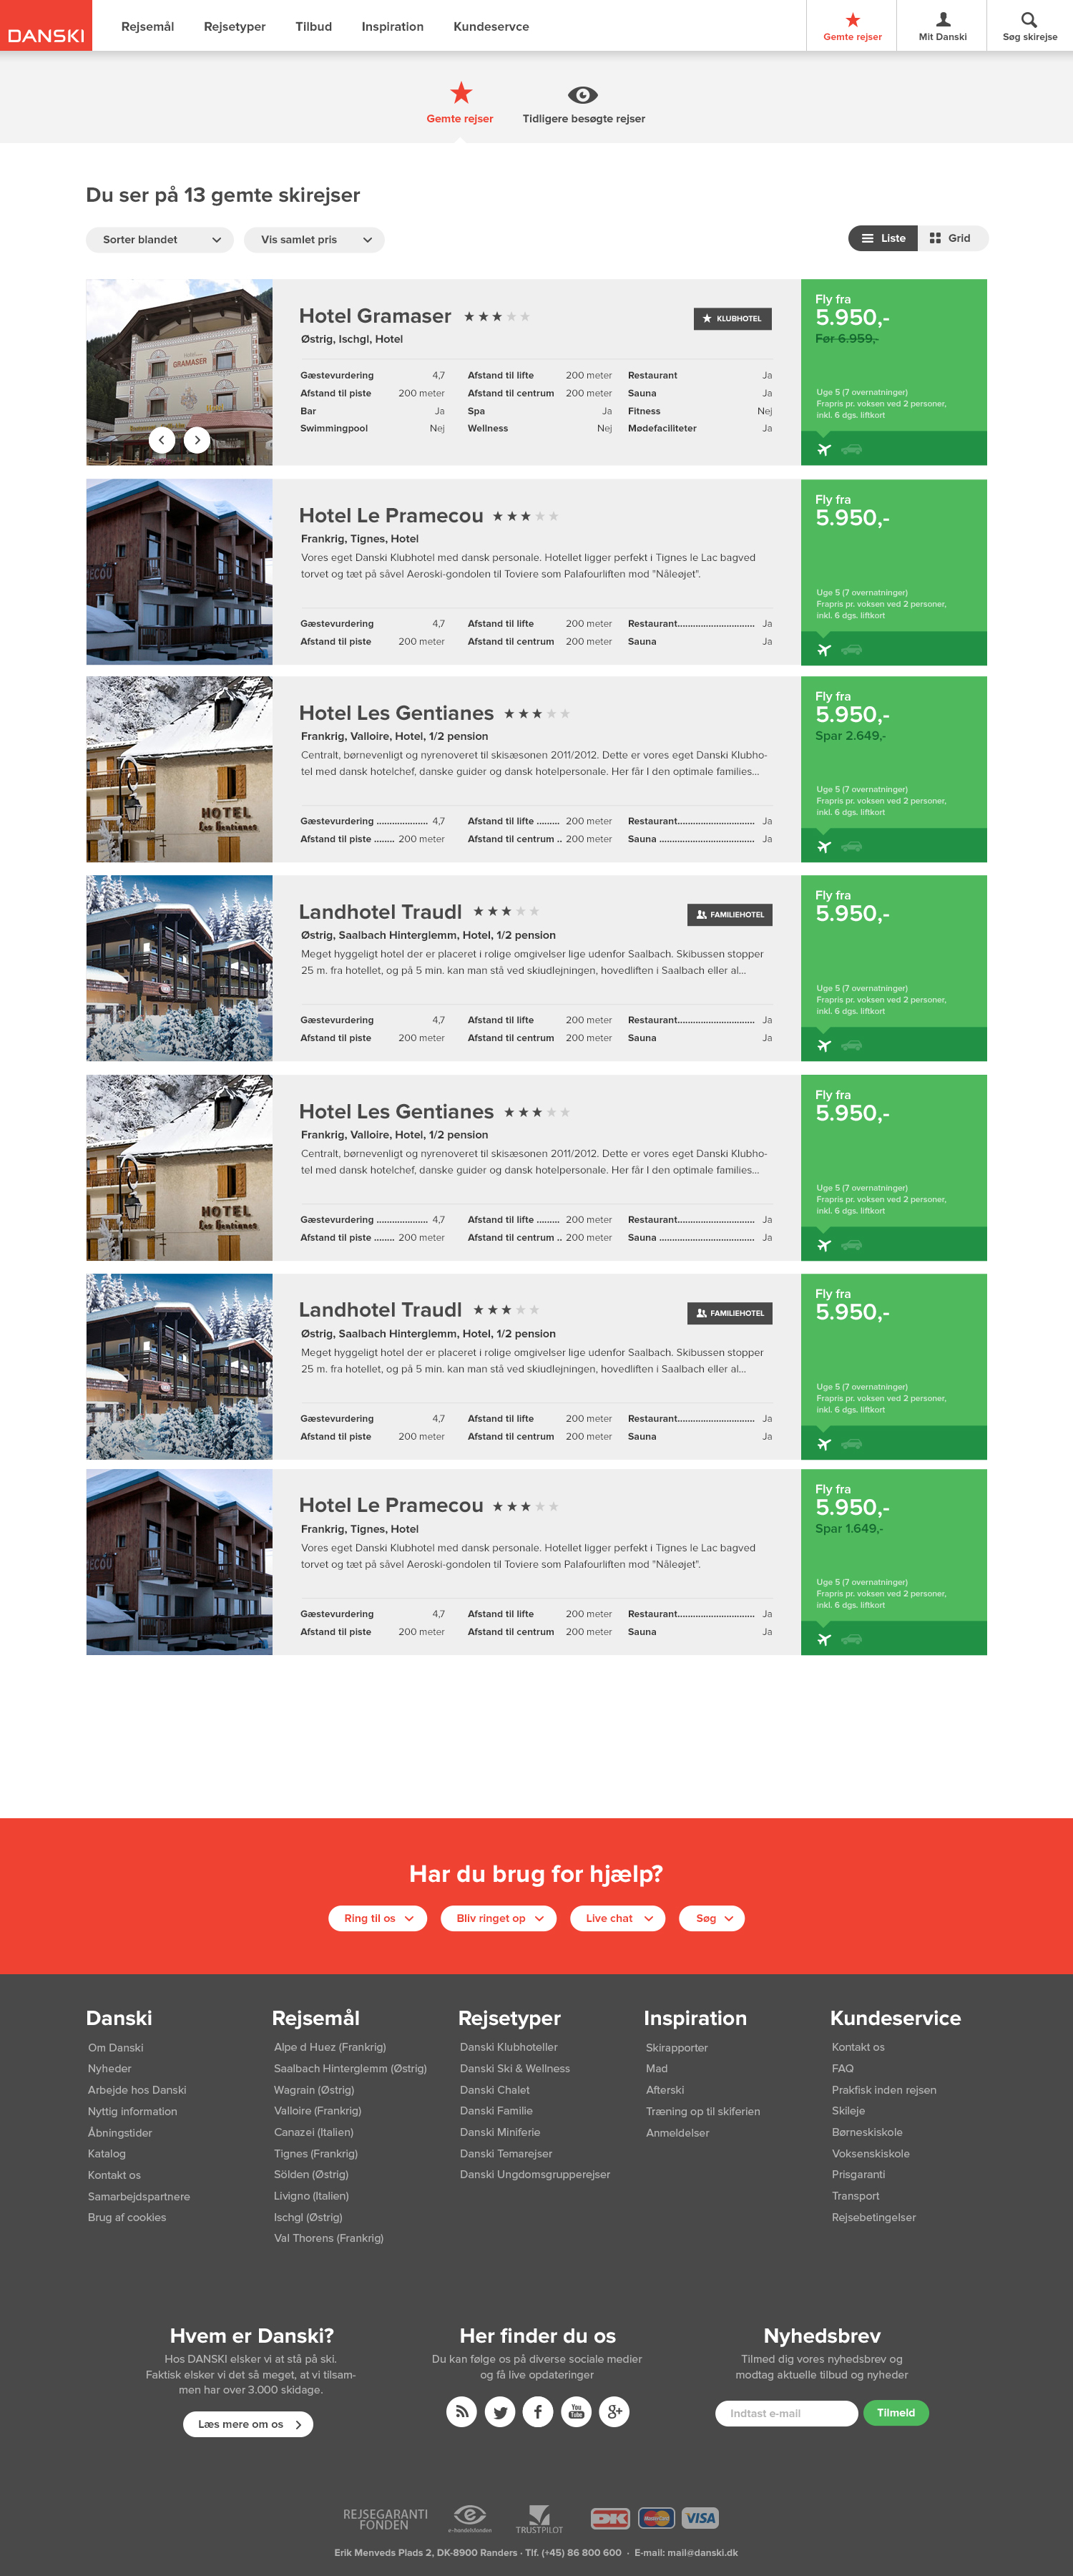 DANSKI
Rejsemål Rejsetyper Tilbud Inspiration Kundeservce
Gemte rejser Mit Danski Søg skirejse
Gemte rejser Tidligere besøgte rejser
Du ser på 13 gemte skirejser
Sorter blandet Vis samlet pris
Liste Grid
Hotel Gramaser
KLUBHOTEL
Østrig, Ischgl, Hotel
Gæstevurdering 4,7 Afstand til lifte 200 meter Restaurant Ja
Afstand til piste 200 meter Afstand til centrum 200 meter Sauna Ja
Bar Ja Spa Ja Fitness Nej
Swimmingpool Nej Wellness Nej Mødefaciliteter Ja
GRAMASER
Fly fra
5.950,-
Før 6.959,-
Uge 5 (7 overnatninger)
Frapris pr. voksen ved 2 personer,
inkl. 6 dgs. liftkort
Hotel Le Pramecou
Frankrig, Tignes, Hotel
Vores eget Danski Klubhotel med dansk personale. Hotellet ligger perfekt i Tignes le Lac bagved
torvet og tæt på såvel Aeroski-gondolen til Toviere som Palafourliften mod "Nåleøjet".
Gæstevurdering 4,7 Afstand til lifte 200 meter Restaurant.............................. Ja
Afstand til piste 200 meter Afstand til centrum 200 meter Sauna Ja
MECOU
Fly fra
5.950,-
Uge 5 (7 overnatninger)
Frapris pr. voksen ved 2 personer,
inkl. 6 dgs. liftkort
Hotel Les Gentianes
Frankrig, Valloire, Hotel, 1/2 pension
Centralt, børnevenligt og nyrenoveret til skisæsonen 2011/2012. Dette er vores eget Danski Klubho-
tel med dansk hotelchef, danske guider og dansk hotelpersonale. Her får I den optimale families...
Gæstevurdering .................... 4,7 Afstand til lifte ......... 200 meter Restaurant.............................. Ja
Afstand til piste ........ 200 meter Afstand til centrum .. 200 meter Sauna ..................................... Ja
HOTEL
Les Gentianes
Fly fra
5.950,-
Spar 2.649,-
Uge 5 (7 overnatninger)
Frapris pr. voksen ved 2 personer,
inkl. 6 dgs. liftkort
Landhotel Traudl
FAMILIEHOTEL
Østrig, Saalbach Hinterglemm, Hotel, 1/2 pension
Meget hyggeligt hotel der er placeret i rolige omgivelser lige udenfor Saalbach. Skibussen stopper
25 m. fra hotellet, og på 5 min. kan man stå ved skiudlejningen, hovedliften i Saalbach eller al...
Gæstevurdering 4,7 Afstand til lifte 200 meter Restaurant.............................. Ja
Afstand til piste 200 meter Afstand til centrum 200 meter Sauna Ja
Fly fra
5.950,-
Uge 5 (7 overnatninger)
Frapris pr. voksen ved 2 personer,
inkl. 6 dgs. liftkort
Hotel Les Gentianes
Frankrig, Valloire, Hotel, 1/2 pension
Centralt, børnevenligt og nyrenoveret til skisæsonen 2011/2012. Dette er vores eget Danski Klubho-
tel med dansk hotelchef, danske guider og dansk hotelpersonale. Her får I den optimale families...
Gæstevurdering .................... 4,7 Afstand til lifte ......... 200 meter Restaurant.............................. Ja
Afstand til piste ........ 200 meter Afstand til centrum .. 200 meter Sauna ..................................... Ja
HOTEL
Les Gentianes
Fly fra
5.950,-
Uge 5 (7 overnatninger)
Frapris pr. voksen ved 2 personer,
inkl. 6 dgs. liftkort
Landhotel Traudl
FAMILIEHOTEL
Østrig, Saalbach Hinterglemm, Hotel, 1/2 pension
Meget hyggeligt hotel der er placeret i rolige omgivelser lige udenfor Saalbach. Skibussen stopper
25 m. fra hotellet, og på 5 min. kan man stå ved skiudlejningen, hovedliften i Saalbach eller al...
Gæstevurdering 4,7 Afstand til lifte 200 meter Restaurant.............................. Ja
Afstand til piste 200 meter Afstand til centrum 200 meter Sauna Ja
Fly fra
5.950,-
Uge 5 (7 overnatninger)
Frapris pr. voksen ved 2 personer,
inkl. 6 dgs. liftkort
Hotel Le Pramecou
Frankrig, Tignes, Hotel
Vores eget Danski Klubhotel med dansk personale. Hotellet ligger perfekt i Tignes le Lac bagved
torvet og tæt på såvel Aeroski-gondolen til Toviere som Palafourliften mod "Nåleøjet".
Gæstevurdering 4,7 Afstand til lifte 200 meter Restaurant.............................. Ja
Afstand til piste 200 meter Afstand til centrum 200 meter Sauna Ja
MECOU
Fly fra
5.950,-
Spar 1.649,-
Uge 5 (7 overnatninger)
Frapris pr. voksen ved 2 personer,
inkl. 6 dgs. liftkort
Har du brug for hjælp?
Ring til os Bliv ringet op Live chat Søg
Danski
Om Danski
Nyheder
Arbejde hos Danski
Nyttig information
Åbningstider
Katalog
Kontakt os
Samarbejdspartnere
Brug af cookies
Rejsemål
Alpe d Huez (Frankrig)
Saalbach Hinterglemm (Østrig)
Wagrain (Østrig)
Valloire (Frankrig)
Canazei (Italien)
Tignes (Frankrig)
Sölden (Østrig)
Livigno (Italien)
Ischgl (Østrig)
Val Thorens (Frankrig)
Rejsetyper
Danski Klubhoteller
Danski Ski & Wellness
Danski Chalet
Danski Familie
Danski Miniferie
Danski Temarejser
Danski Ungdomsgrupperejser
Inspiration
Skirapporter
Mad
Afterski
Træning op til skiferien
Anmeldelser
Kundeservice
Kontakt os
FAQ
Prakfisk inden rejsen
Skileje
Børneskiskole
Voksenskiskole
Prisgaranti
Transport
Rejsebetingelser
Hvem er Danski?
Hos DANSKI elsker vi at stå på ski.
Faktisk elsker vi det så meget, at vi tilsam-
men har over 3.000 skidage.
Læs mere om os
Her finder du os
Du kan følge os på diverse sociale medier
og få live opdateringer
You
Tube
g+
Nyhedsbrev
Tilmed dig vores nyhedsbrev og
modtag aktuelle tilbud og nyheder
Indtast e-mail
Tilmeld
REJSEGARANTI
FONDEN
e-handelsfonden
TRUSTPILOT
DK
MasterCard
VISA
Erik Menveds Plads 2, DK-8900 Randers · Tlf. (+45) 86 800 600 · E-mail: mail@danski.dk